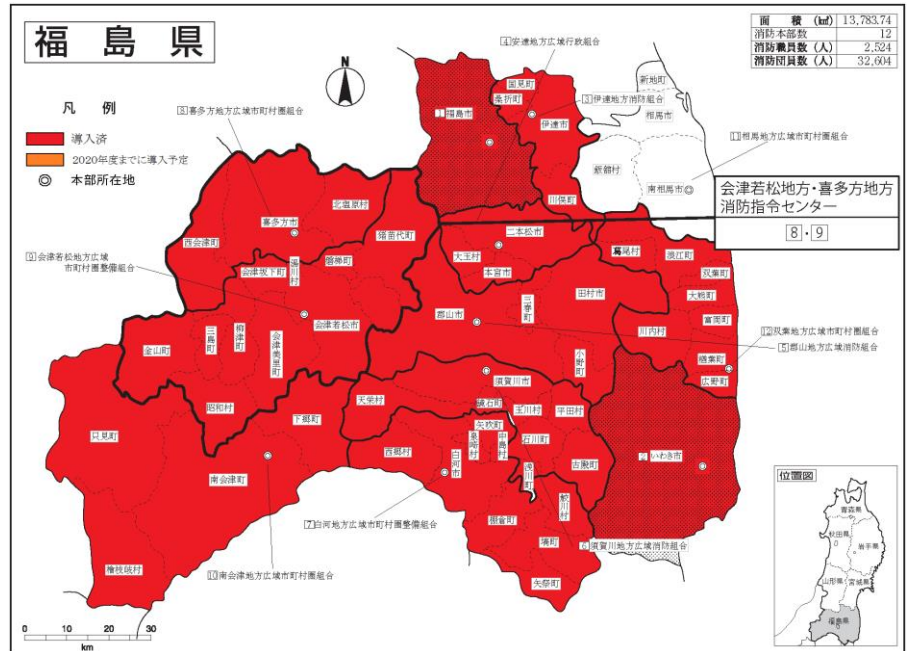 福島県
面　積 (㎢) 13,783.74
消防本部数 12
消防職員数（人） 2,524
消防団員数（人） 32,604
凡　例
導入済
2020年度までに導入予定
◎ 本部所在地
N
4安達地方広域行政組合
3伊達地方消防組合
8喜多方地方広域市町村圏組合
11相馬地方広域市町村圏組合
会津若松地方・喜多方地方
消防指令センター
8・9
9会津若松地方広域
市町村圏整備組合
12双葉地方広域市町村圏組合
5郡山地方広域消防組合
7白河地方広域市町村圏整備組合
6須賀川地方広域消防組合
10南会津地方広域市町村圏組合
国見町
桑折町
1福島市
伊達市
新地町
相馬市
飯舘村
南相馬市
川俣町
北塩原村
喜多方市
西会津町
猪苗代町
磐梯町
湯川村
会津坂下町
二本松市
大玉村
本宮市
葛尾村
浪江町
双葉町
大熊町
富岡町
川内村
楢葉町
広野町
田村市
三春町
郡山市
小野町
会津若松市
会津美里町
柳津町
三島町
金山町
昭和村
只見町
下郷町
南会津町
檜枝岐村
天栄村
須賀川市
鏡石町
玉川村
平田村
石川町
古殿町
浅川町
2いわき市
西郷村
白河市
泉崎村
矢吹町
中島村
棚倉町
鮫川村
塙町
矢祭町
0 10 20 30
km
位置図
青森県
秋田県
岩手県
山形県
宮城県
福島県